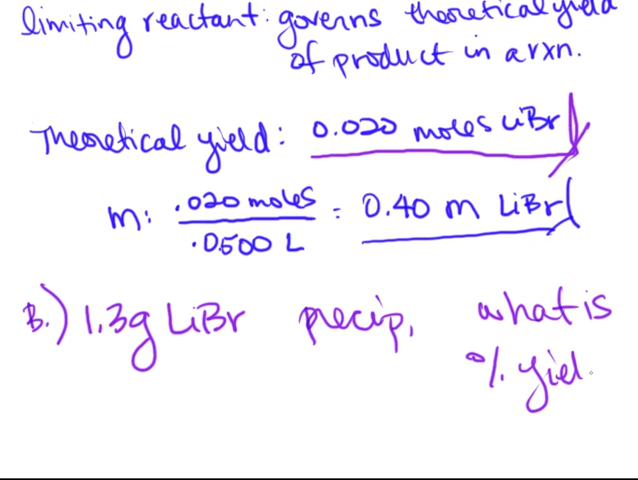 limiting reactant: governs theoretical yield
of product in a rxn.
Theoretical yield: 0.020 moles LiBr
m: .020 moles = 0.40 m LiBr
.0500 L
B.) 1.3g LiBr precip, what is
% yiel